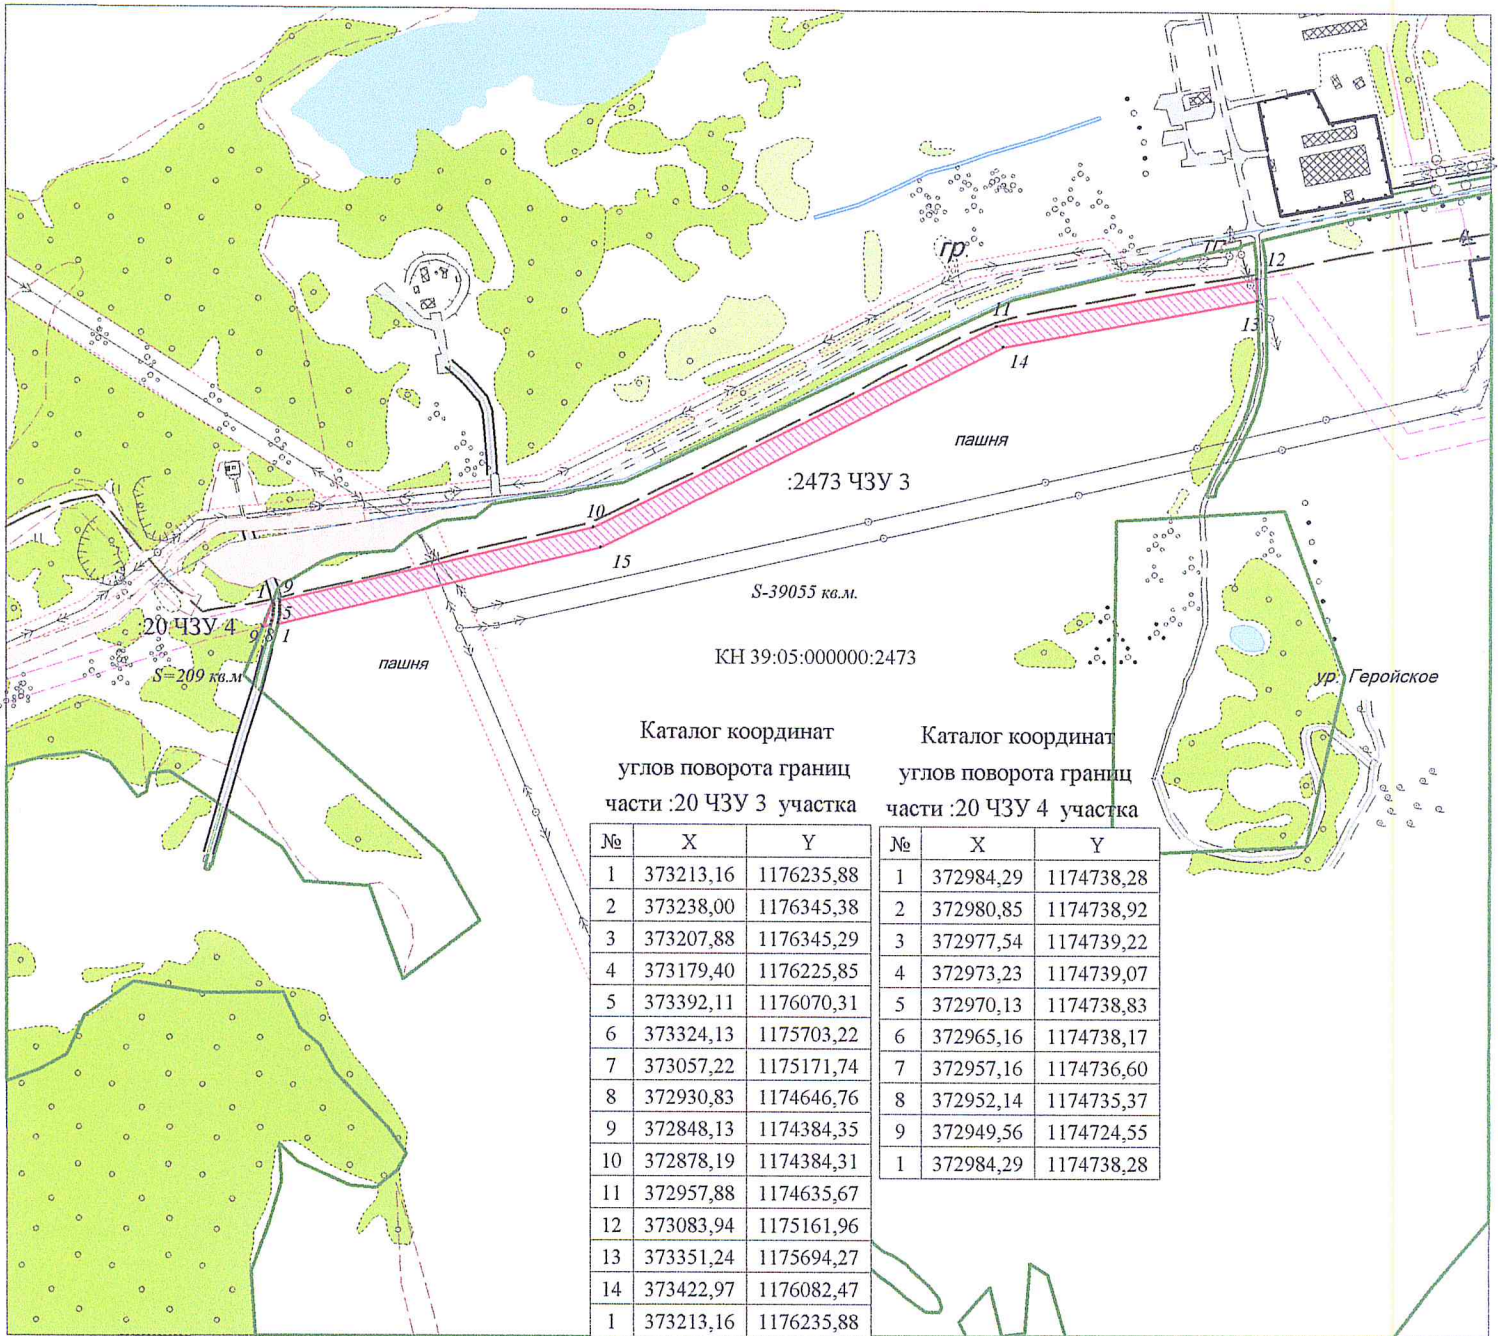 гр.
тг
12
11
13
14
пашня
:2473 ЧЗУ 3
10
15
S-39055 кв.м.
1 9
5
:20 ЧЗУ 4
9 8 1
пашня
S=209 кв.м
КН 39:05:000000:2473
ур. Геройское
Каталог координат
углов поворота границ
части :20 ЧЗУ 3 участка
№ X Y
1 373213,16 1176235,88
2 373238,00 1176345,38
3 373207,88 1176345,29
4 373179,40 1176225,85
5 373392,11 1176070,31
6 373324,13 1175703,22
7 373057,22 1175171,74
8 372930,83 1174646,76
9 372848,13 1174384,35
10 372878,19 1174384,31
11 372957,88 1174635,67
12 373083,94 1175161,96
13 373351,24 1175694,27
14 373422,97 1176082,47
1 373213,16 1176235,88
Каталог координат
углов поворота границ
части :20 ЧЗУ 4 участка
№ X Y
1 372984,29 1174738,28
2 372980,85 1174738,92
3 372977,54 1174739,22
4 372973,23 1174739,07
5 372970,13 1174738,83
6 372965,16 1174738,17
7 372957,16 1174736,60
8 372952,14 1174735,37
9 372949,56 1174724,55
1 372984,29 1174738,28